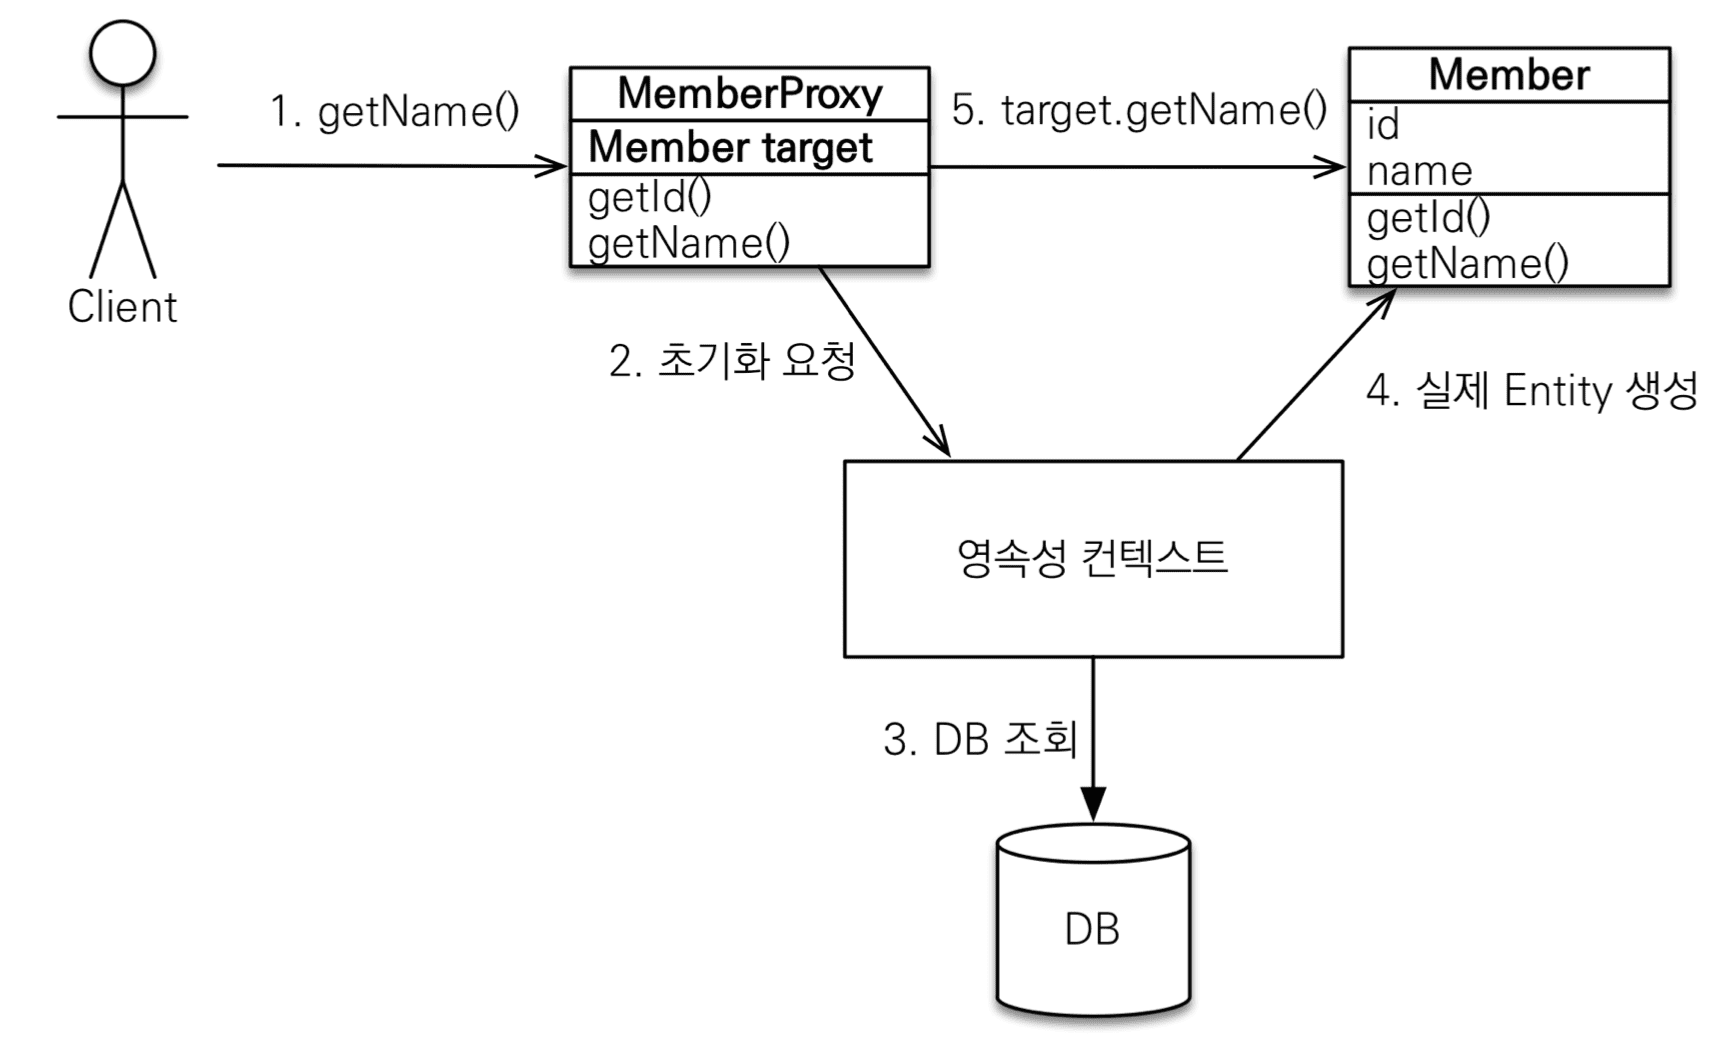 Client
1. getName()
MemberProxy
Member target
getId()
getName()
5. target.getName()
Member
id
name
getId()
getName()
2. 초기화 요청
4. 실제 Entity 생성
영속성 컨텍스트
3. DB 조회
DB